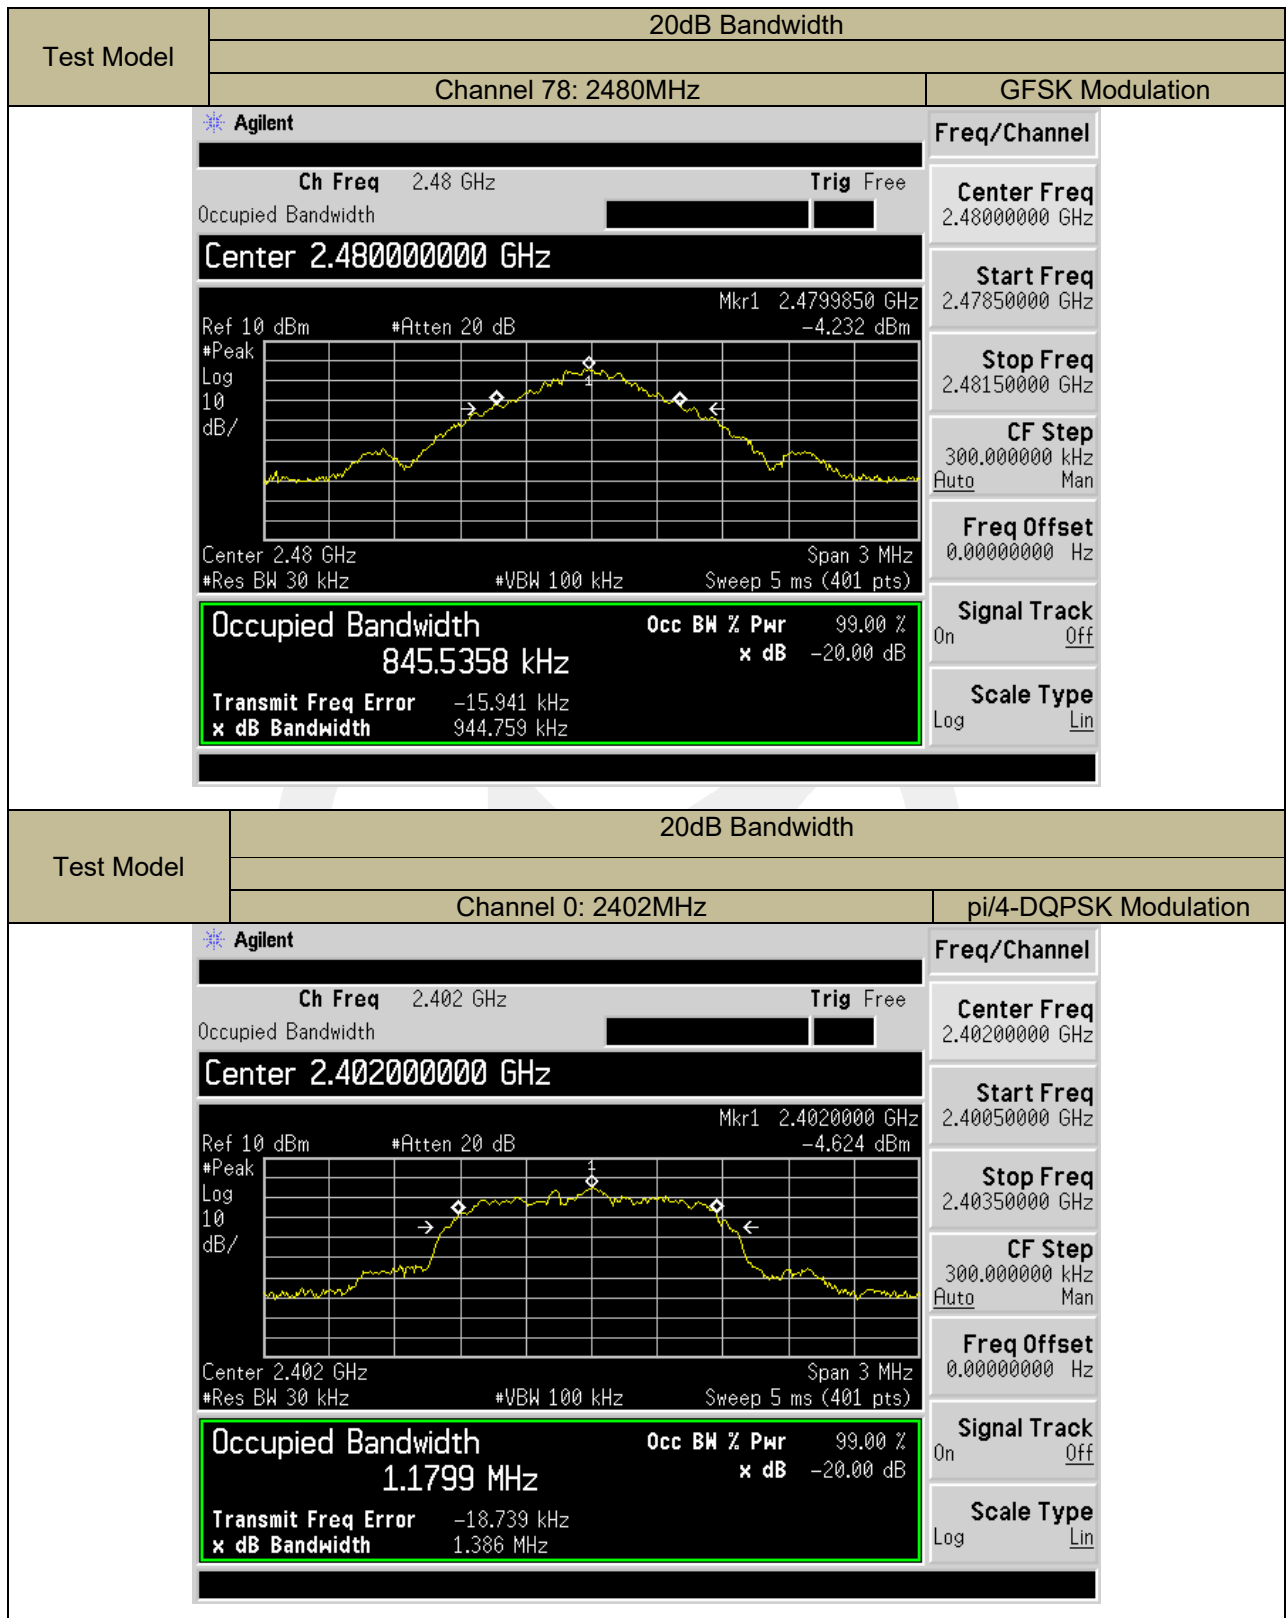 20dB Bandwidth
Test Model
Channel 78: 2480MHz GFSK Modulation
Agilent
Freq/Channel
Ch Freq 2.48 GHz Trig Free
Occupied Bandwidth
Center Freq
2.48000000 GHz
Center 2.480000000 GHz
Start Freq
2.47850000 GHz
Mkr1 2.4799850 GHz
Ref 10 dBm #Atten 20 dB -4.232 dBm
#Peak
Log
10
dB/
1
Stop Freq
2.48150000 GHz
CF Step
300.000000 kHz
Auto Man
Freq Offset
0.00000000 Hz
Center 2.48 GHz Span 3 MHz
#Res BW 30 kHz #VBW 100 kHz Sweep 5 ms (401 pts)
Signal Track
On Off
Occupied Bandwidth Occ BW % Pwr 99.00 %
845.5358 kHz x dB -20.00 dB
Transmit Freq Error -15.941 kHz
x dB Bandwidth 944.759 kHz
Scale Type
Log Lin
20dB Bandwidth
Test Model
Channel 0: 2402MHz pi/4-DQPSK Modulation
Agilent
Freq/Channel
Ch Freq 2.402 GHz Trig Free
Occupied Bandwidth
Center Freq
2.40200000 GHz
Center 2.402000000 GHz
Start Freq
2.40050000 GHz
Mkr1 2.4020000 GHz
Ref 10 dBm #Atten 20 dB -4.624 dBm
#Peak
Log
10
dB/
1
Stop Freq
2.40350000 GHz
CF Step
300.000000 kHz
Auto Man
Freq Offset
0.00000000 Hz
Center 2.402 GHz Span 3 MHz
#Res BW 30 kHz #VBW 100 kHz Sweep 5 ms (401 pts)
Signal Track
On Off
Occupied Bandwidth Occ BW % Pwr 99.00 %
1.1799 MHz x dB -20.00 dB
Transmit Freq Error -18.739 kHz
x dB Bandwidth 1.386 MHz
Scale Type
Log Lin